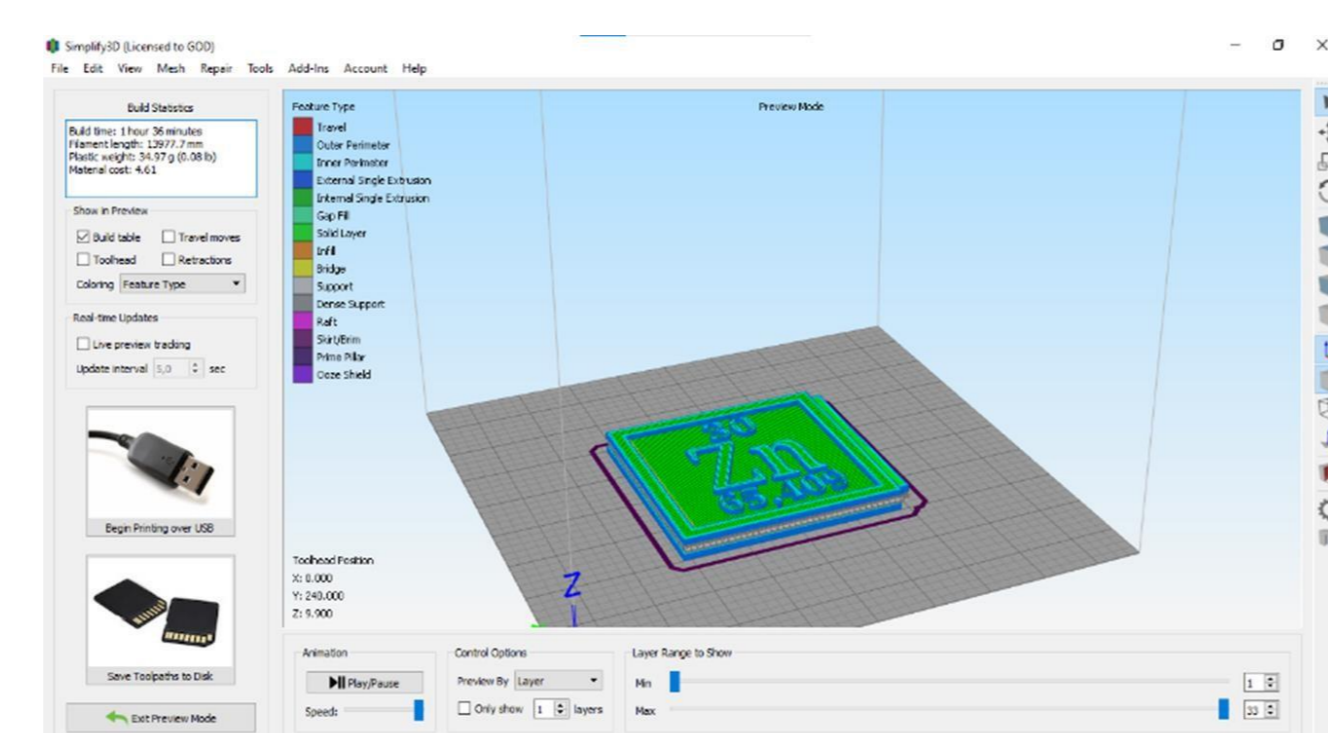 Simplify3D (Licensed to GOD)
File Edit View Mesh Repair Tools Add-Ins Account Help
Build Statistics
Build time: 1 hour 36 minutes
Filament length: 13977.7 mm
Plastic weight: 34.97 g (0.08 lb)
Material cost: 4.61
Show in Preview
Build table Travel moves
Toolhead Retractions
Coloring Feature Type
Real-time Updates
Live preview tracking
Update interval 5,0 sec
Begin Printing over USB
Save Toolpaths to Disk
Exit Preview Mode
Feature Type
Travel
Outer Perimeter
Inner Perimeter
External Single Extrusion
Internal Single Extrusion
Gap Fill
Solid Layer
Infill
Bridge
Support
Dense Support
Raft
Skirt/Brim
Prime Pillar
Ooze Shield
Preview Mode
30
Zn
65,409
Toolhead Position
X: 0.000
Y: 240.000
Z: 9.900
Z
Animation
Play/Pause
Speed:
Control Options
Preview By Layer
Only show 1 layers
Layer Range to Show
Min 1
Max 33